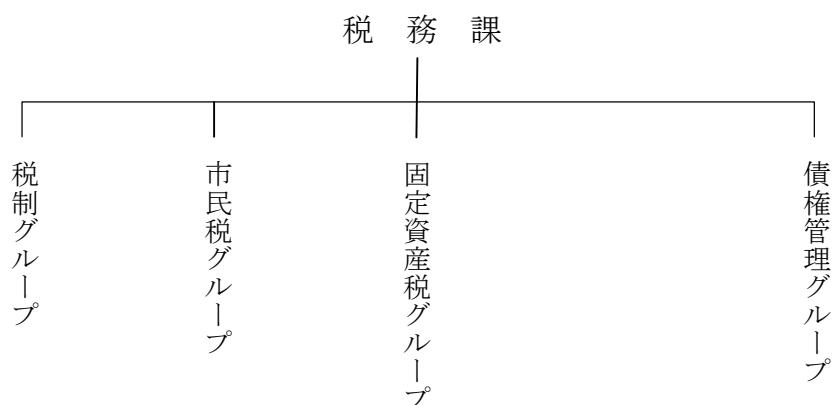 税　務　課
税制グループ
市民税グループ
固定資産税グループ
債権管理グループ